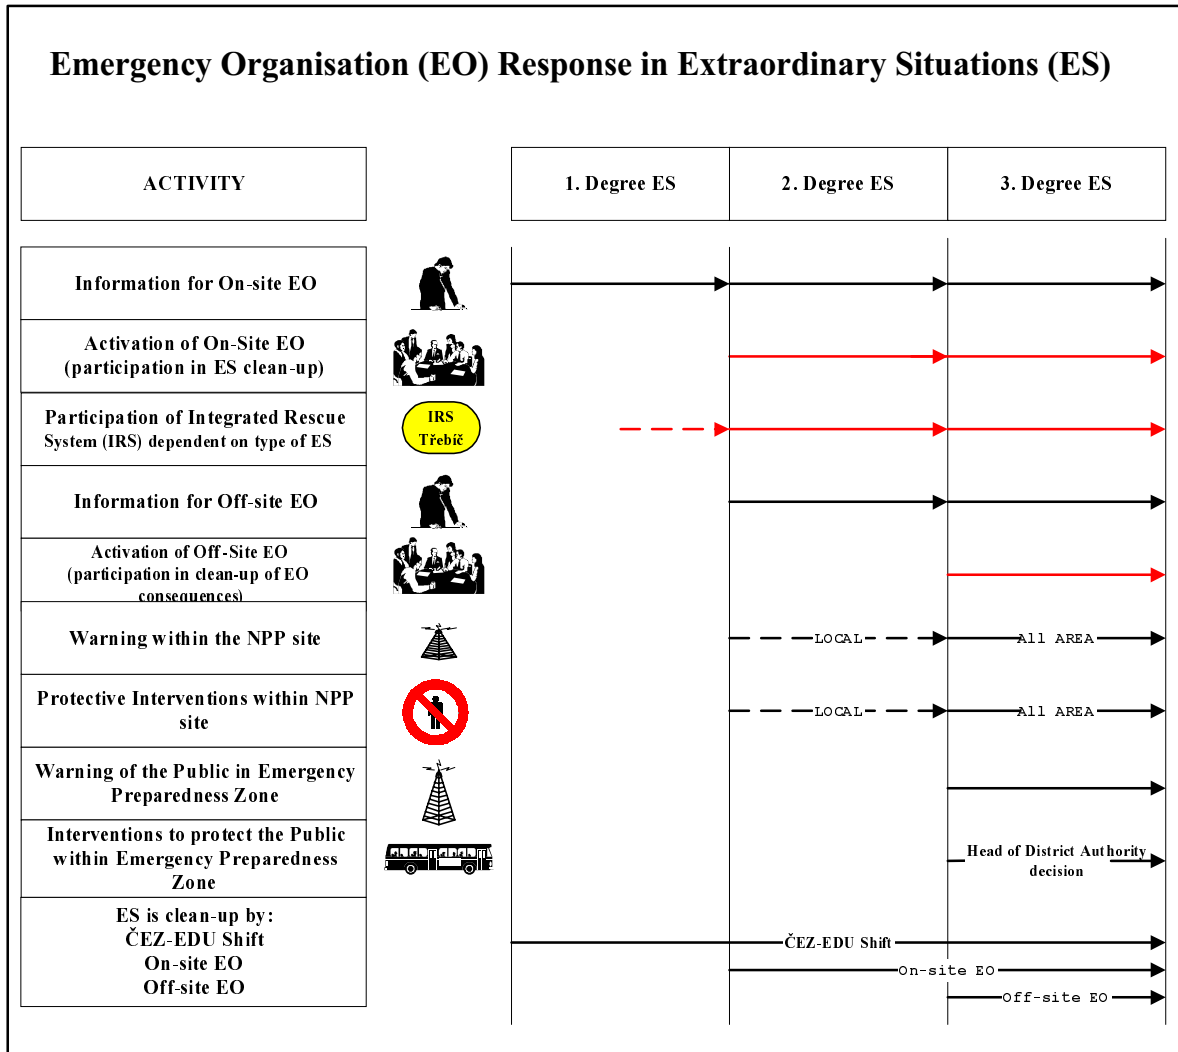 Emergency Organisation (EO) Response in Extraordinary Situations (ES)
ACTIVITY
1. Degree ES
2. Degree ES
3. Degree ES
Information for On-site EO
Activation of On-Site EO
(participation in ES clean-up)
Participation of Integrated Rescue
System (IRS) dependent on type of ES
IRS
Třebíč
Information for Off-site EO
Activation of Off-Site EO
(participation in clean-up of EO
consequences)
Warning within the NPP site
LOCAL
All AREA
Protective Interventions within NPP
site
LOCAL
All AREA
Warning of the Public in Emergency
Preparedness Zone
Interventions to protect the Public
within Emergency Preparedness
Zone
Head of District Authority
decision
ES is clean-up by:
ČEZ-EDU Shift
On-site EO
Off-site EO
ČEZ-EDU Shift
On-site EO
Off-site EO